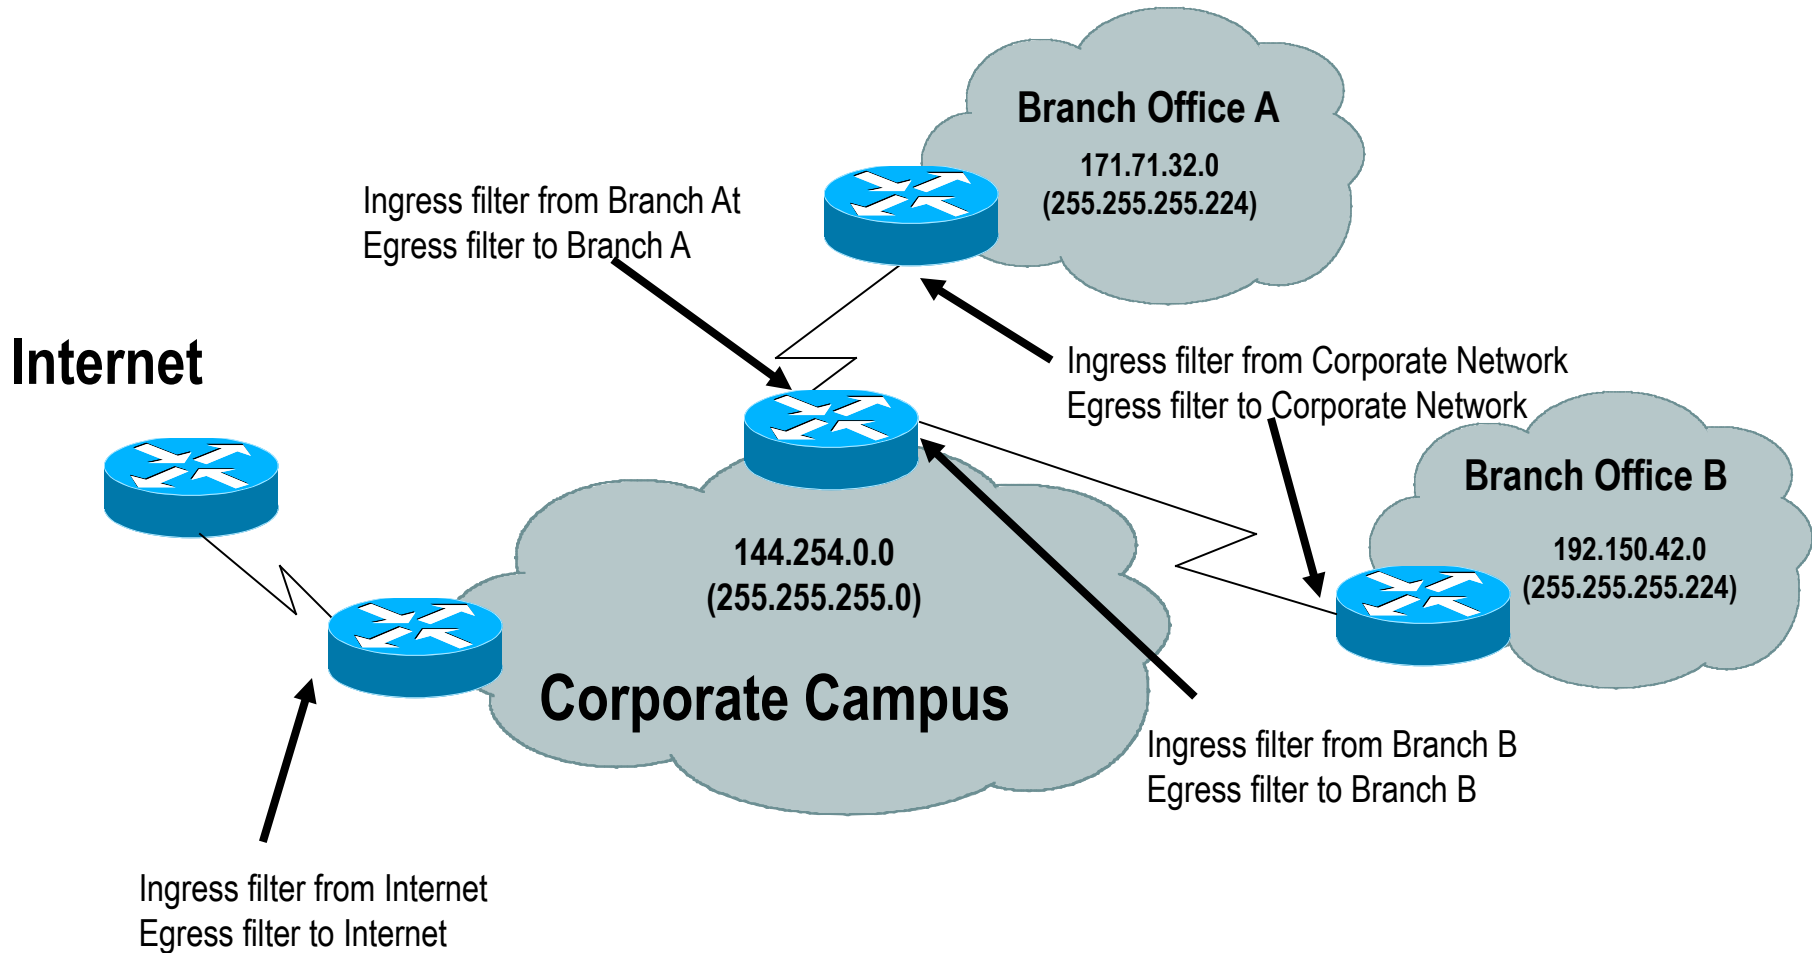 Branch Office A
171.71.32.0
(255.255.255.224)
Ingress filter from Branch At
Egress filter to Branch A
Internet
Ingress filter from Corporate Network
Egress filter to Corporate Network
Branch Office B
192.150.42.0
(255.255.255.224)
144.254.0.0
(255.255.255.0)
Corporate Campus
Ingress filter from Branch B
Egress filter to Branch B
Ingress filter from Internet
Egress filter to Internet